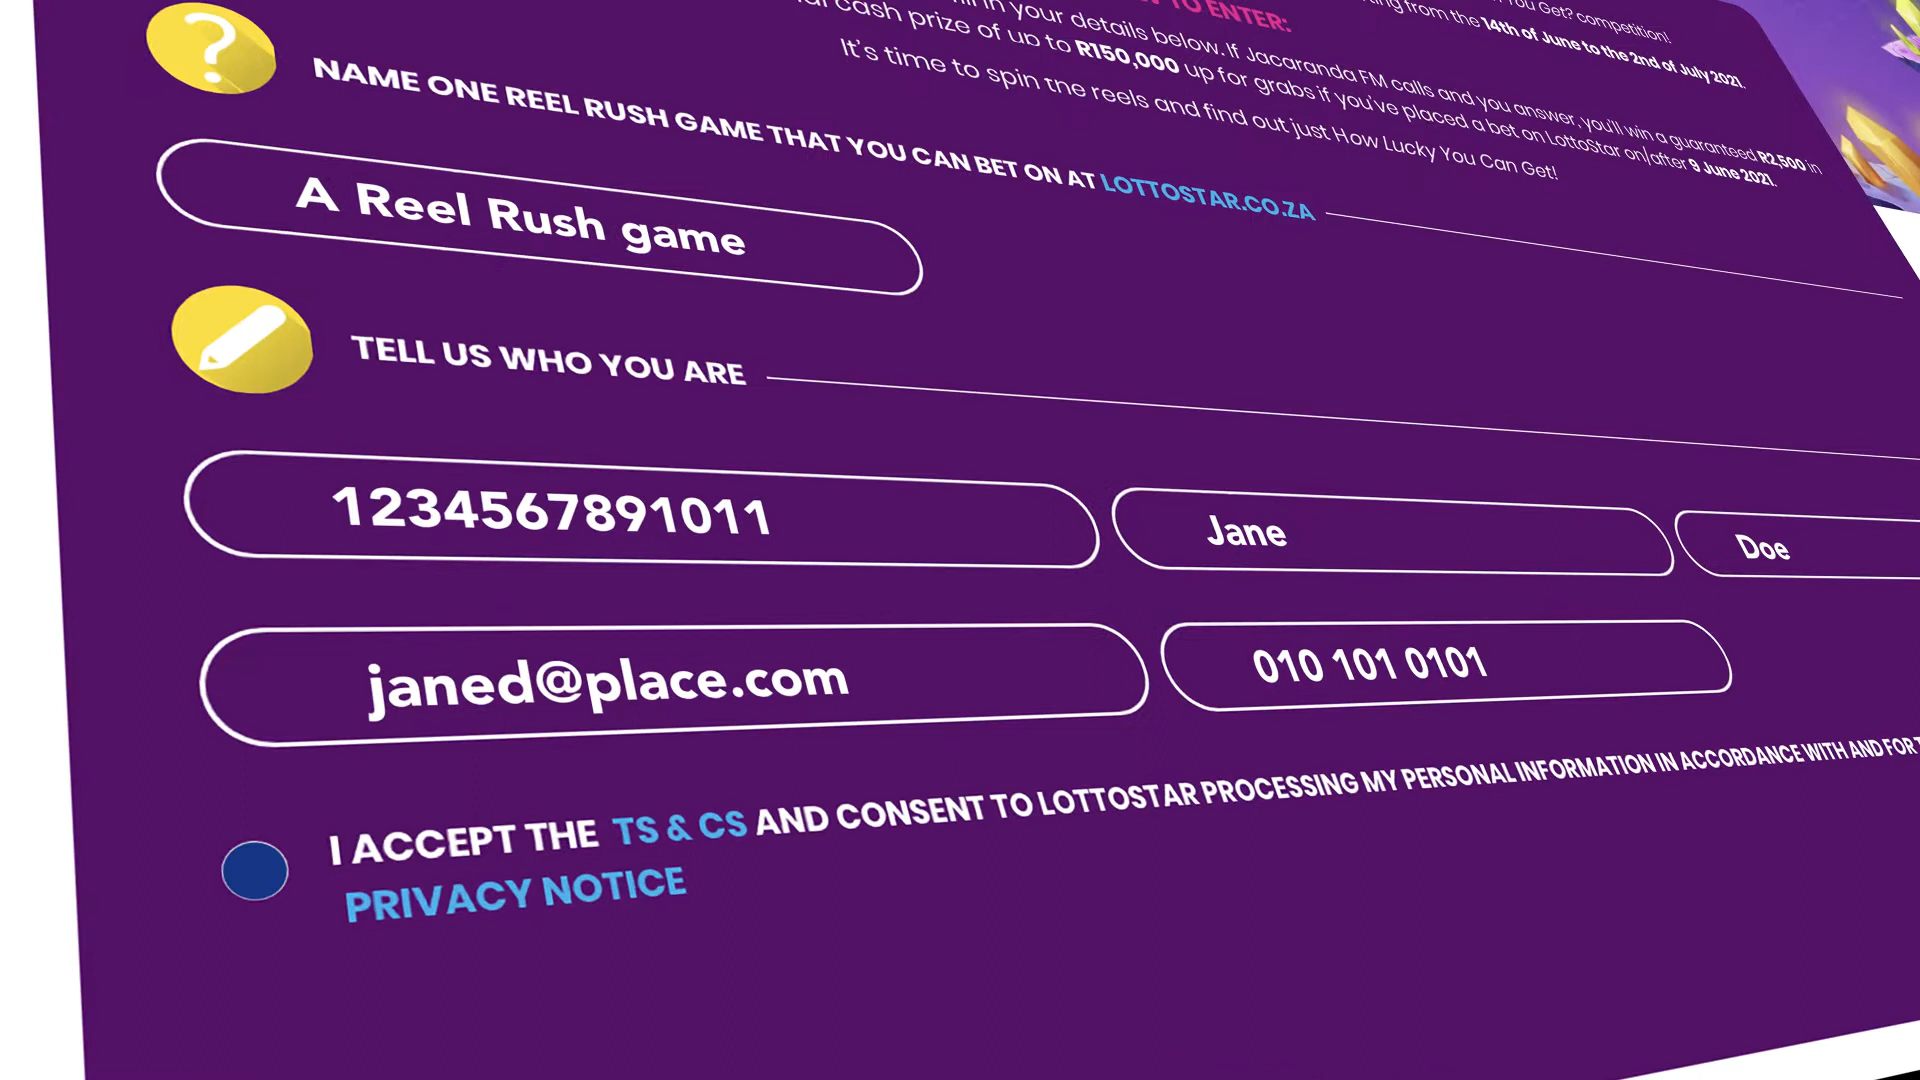 You Get? competition!
from the 14th of June to the 2nd of July 2021.
TO ENTER:
in your details below. If Jacaranda FM calls and you answer, you'll win a guaranteed R2,500 in
cash prize of up to R150,000 up for grabs if you've placed a bet on LottoStar on/after 9 June 2021.
It's time to spin the reels and find out just How Lucky You Can Get!
?
NAME ONE REEL RUSH GAME THAT YOU CAN BET ON AT LOTTOSTAR.CO.ZA
A Reel Rush game
TELL US WHO YOU ARE
1234567891011
Jane
Doe
janed@place.com
010 101 0101
I ACCEPT THE TS & CS AND CONSENT TO LOTTOSTAR PROCESSING MY PERSONAL INFORMATION IN ACCORDANCE WITH AND FOR
PRIVACY NOTICE